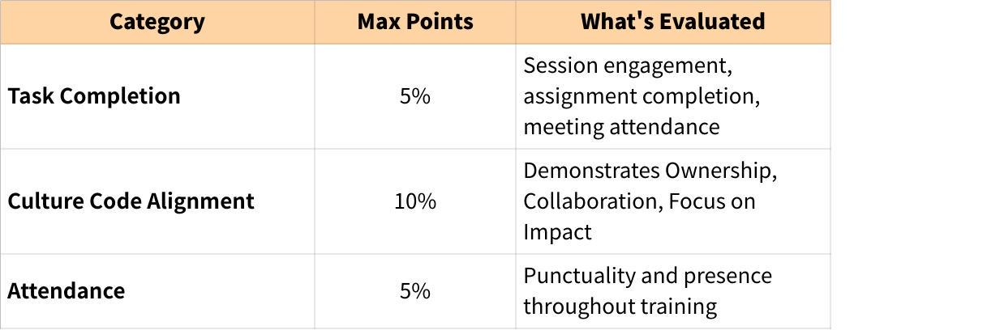 Category Max Points What's Evaluated
Task Completion 5% Session engagement,
assignment completion,
meeting attendance
Culture Code Alignment 10% Demonstrates Ownership,
Collaboration, Focus on
Impact
Attendance 5% Punctuality and presence
throughout training